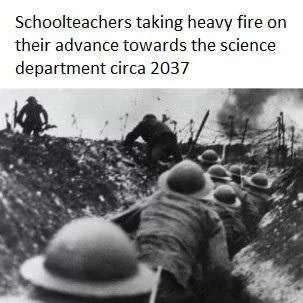 Schoolteachers taking heavy fire on
their advance towards the science
department circa 2037